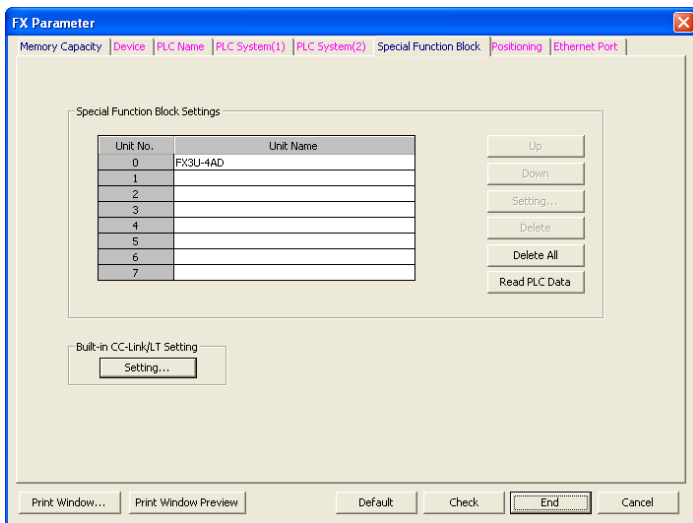 FX Parameter
Memory Capacity Device PLC Name PLC System(1) PLC System(2) Special Function Block Positioning Ethernet Port
Special Function Block Settings
Unit No. Unit Name
0 FX3U-4AD
1
2
3
4
5
6
7
Up
Down
Setting...
Delete
Delete All
Read PLC Data
Built-in CC-Link/LT Setting
Setting...
Print Window... Print Window Preview Default Check End Cancel